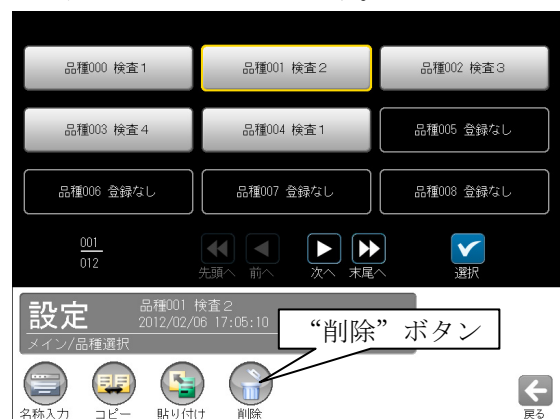 品種000 検査1
品種001 検査2
品種002 検査3
品種003 検査4
品種004 検査1
品種005 登録なし
品種006 登録なし
品種007 登録なし
品種008 登録なし
001
012
先頭へ 前へ 次へ 末尾へ 選択
設定
品種001 検査2
2012/02/06 17:05:10
メイン/品種選択
“削除”ボタン
名称入力 コピー 貼り付け 削除 戻る